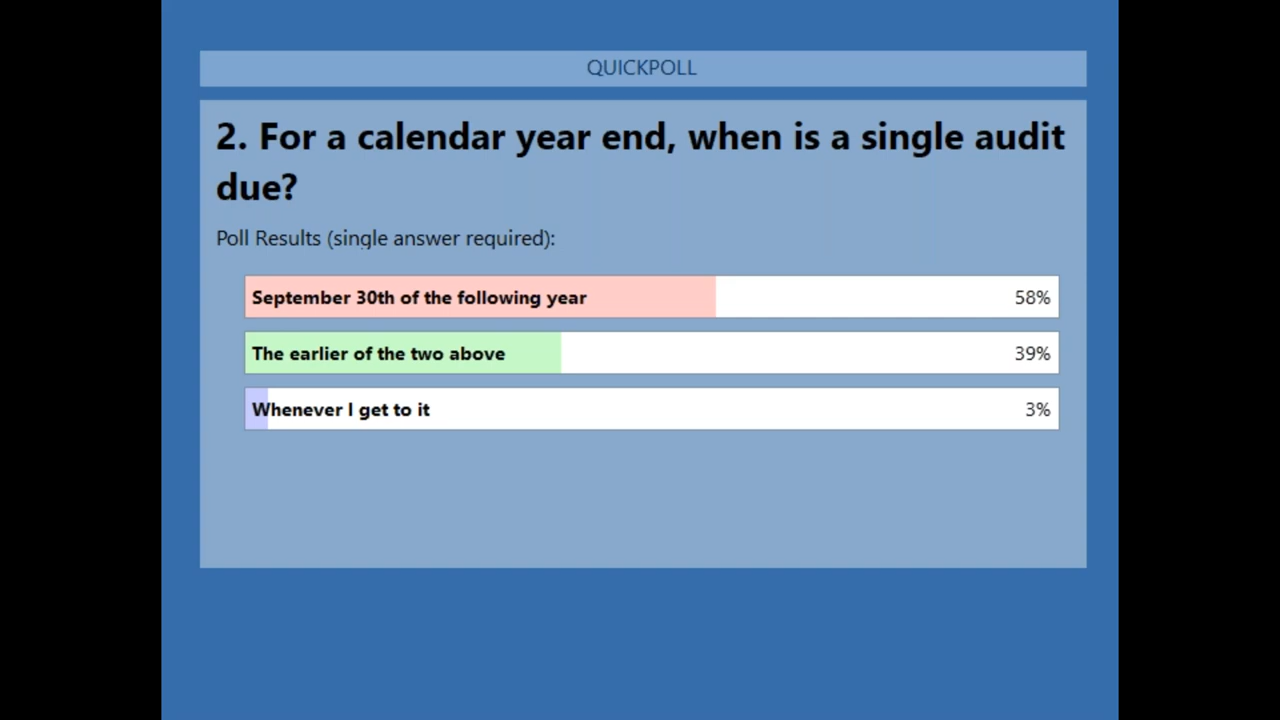 QUICKPOLL
2. For a calendar year end, when is a single audit
due?
Poll Results (single answer required):
September 30th of the following year 58%
The earlier of the two above 39%
Whenever I get to it 3%